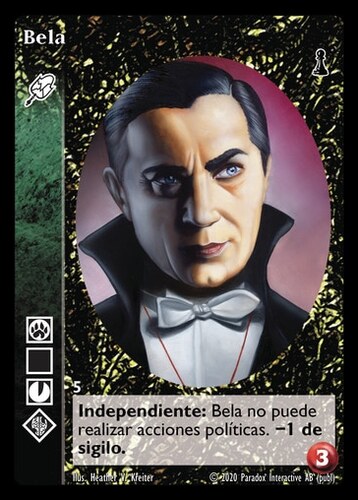 Bela
5
Independiente: Bela no puede
realizar acciones políticas. −1 de
sigilo.
3
Ilus. Heather V. Kreiter
© 2020 Paradox Interactive AB (publ)